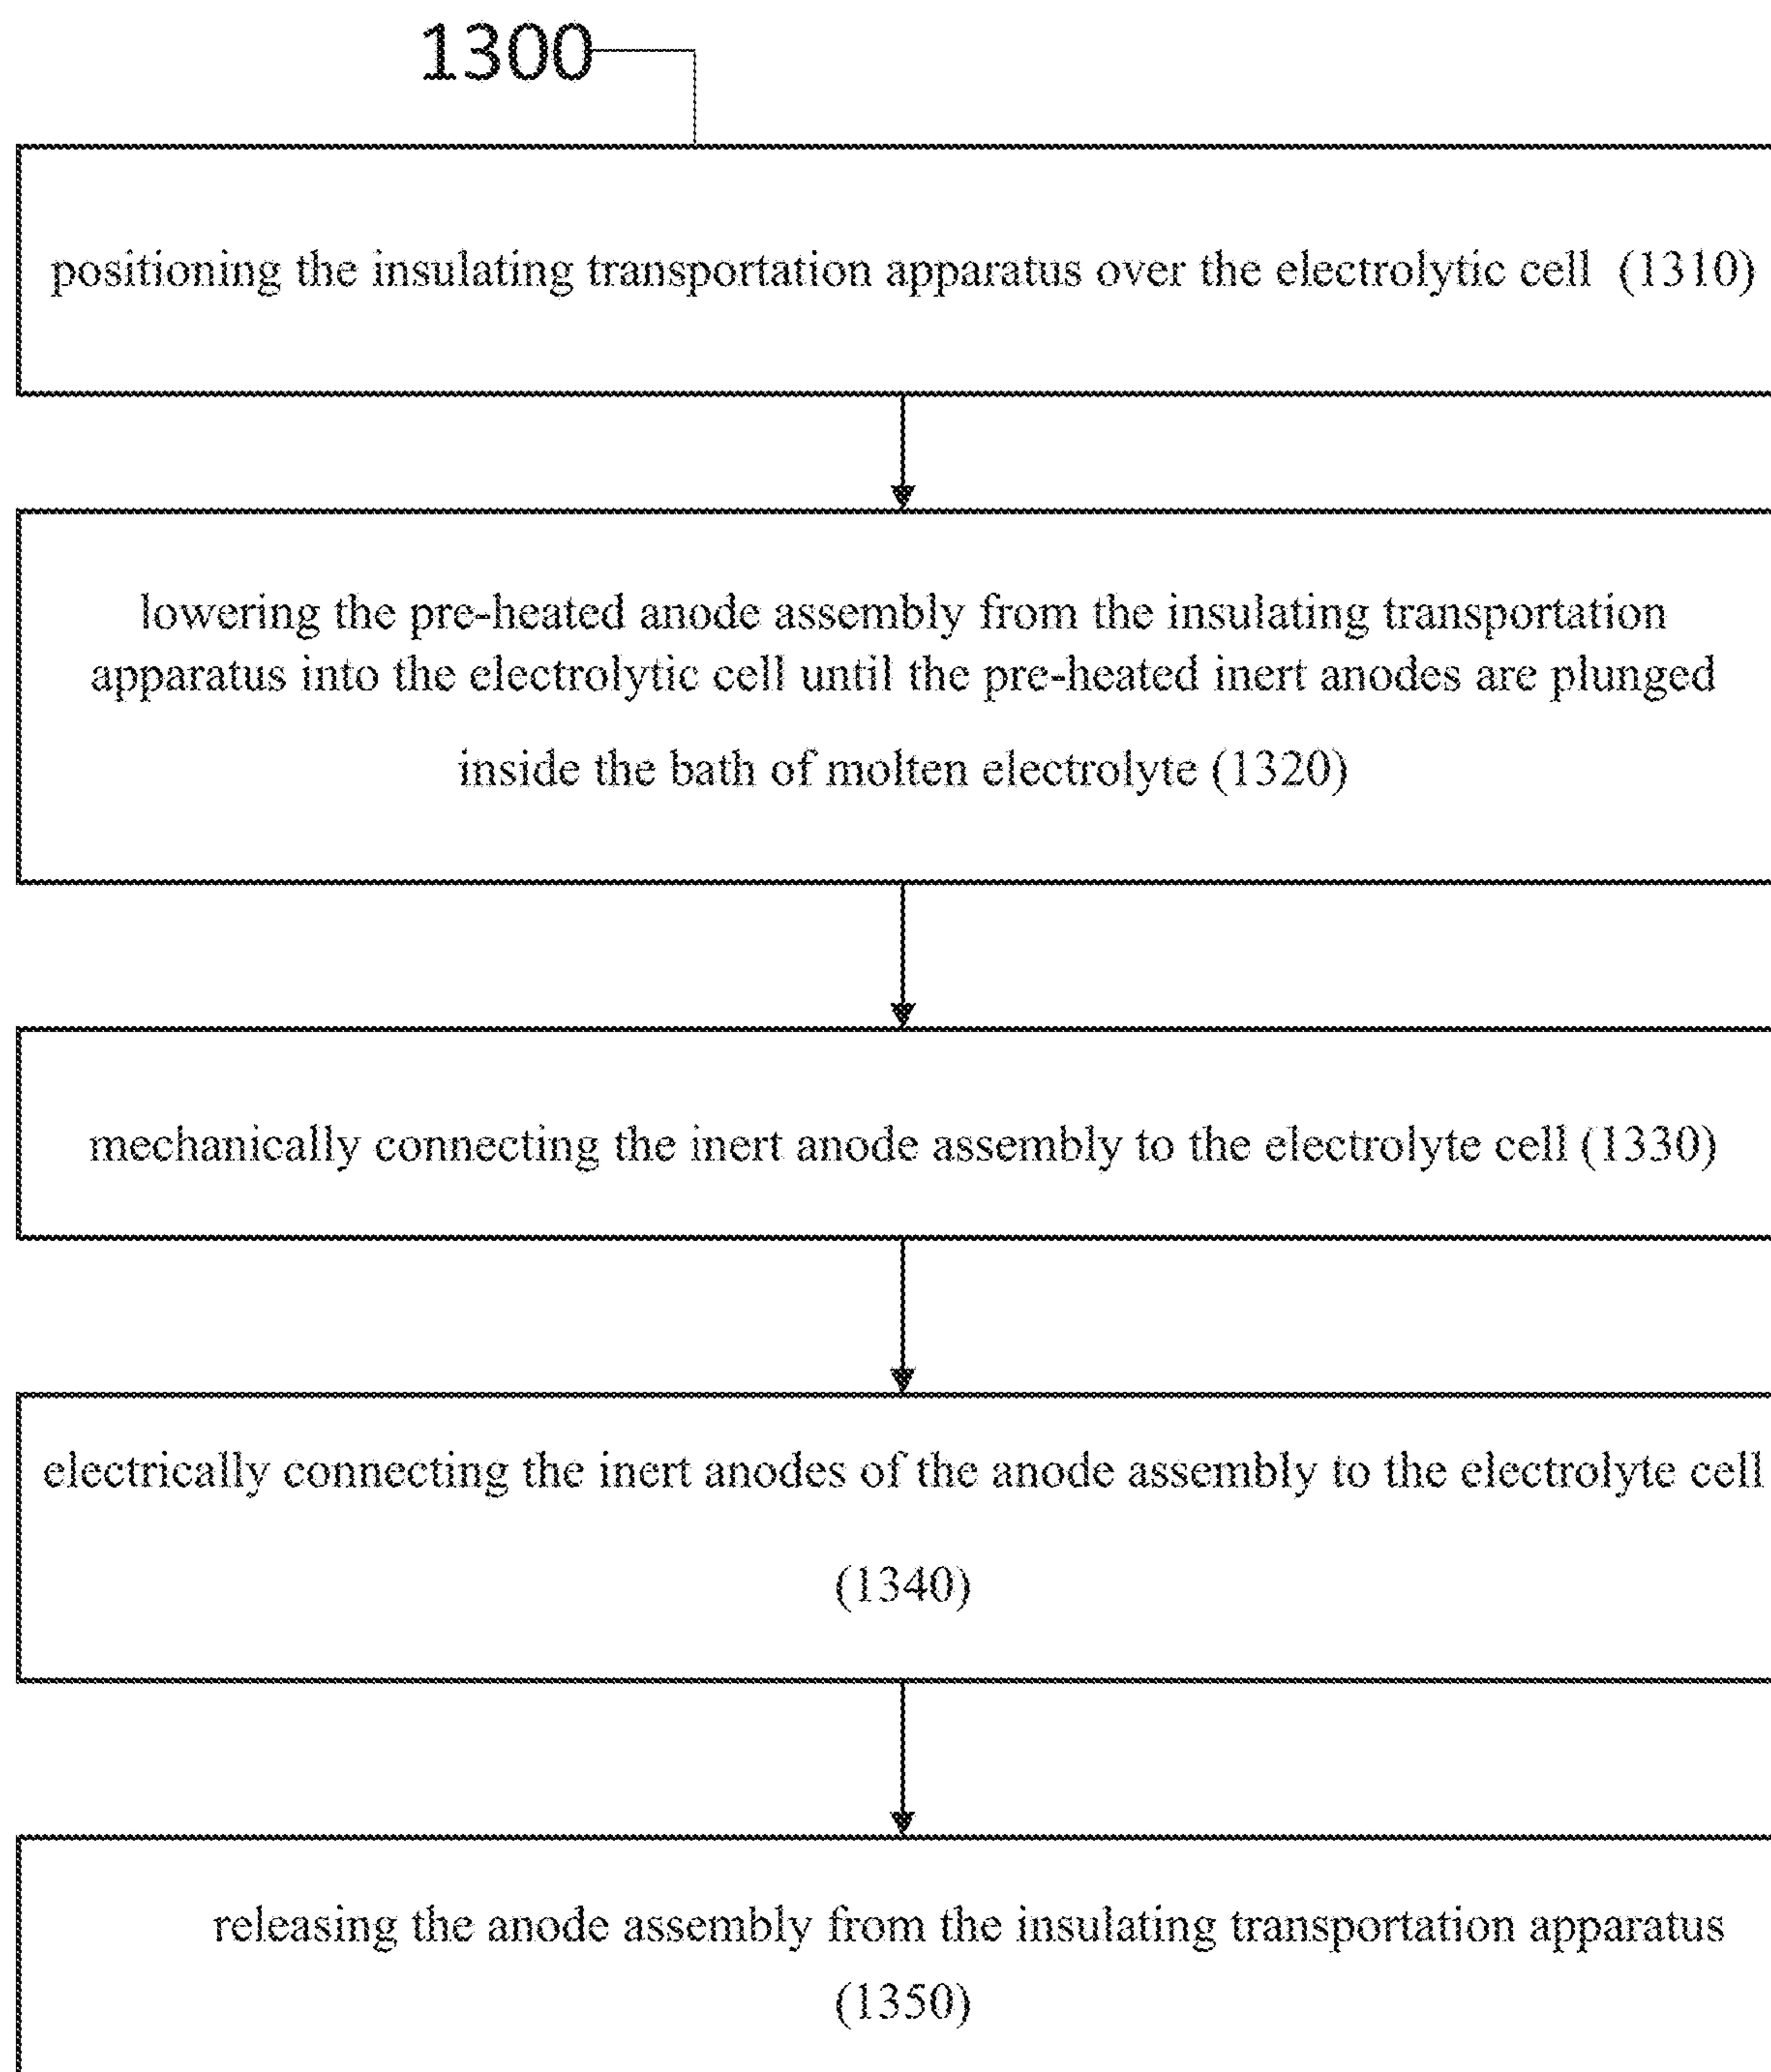 1300
positioning the insulating transportation apparatus over the electrolytic cell (1310)
lowering the pre-heated anode assembly from the insulating transportation
apparatus into the electrolytic cell until the pre-heated inert anodes are plunged
inside the bath of molten electrolyte (1320)
mechanically connecting the inert anode assembly to the electrolyte cell (1330)
electrically connecting the inert anodes of the anode assembly to the electrolyte cell
(1340)
releasing the anode assembly from the insulating transportation apparatus
(1350)